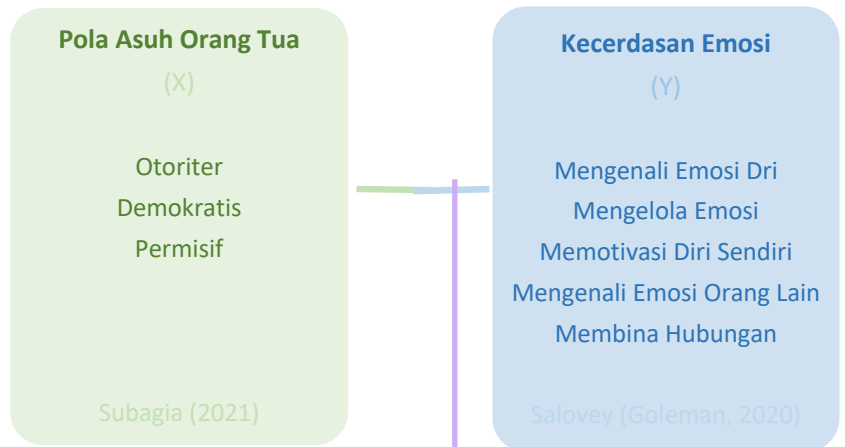 Pola Asuh Orang Tua
(X)
Otoriter
Demokratis
Permisif
Subagia (2021)
Kecerdasan Emosi
(Y)
Mengenali Emosi Dri
Mengelola Emosi
Memotivasi Diri Sendiri
Mengenali Emosi Orang Lain
Membina Hubungan
Salovey (Goleman, 2020)